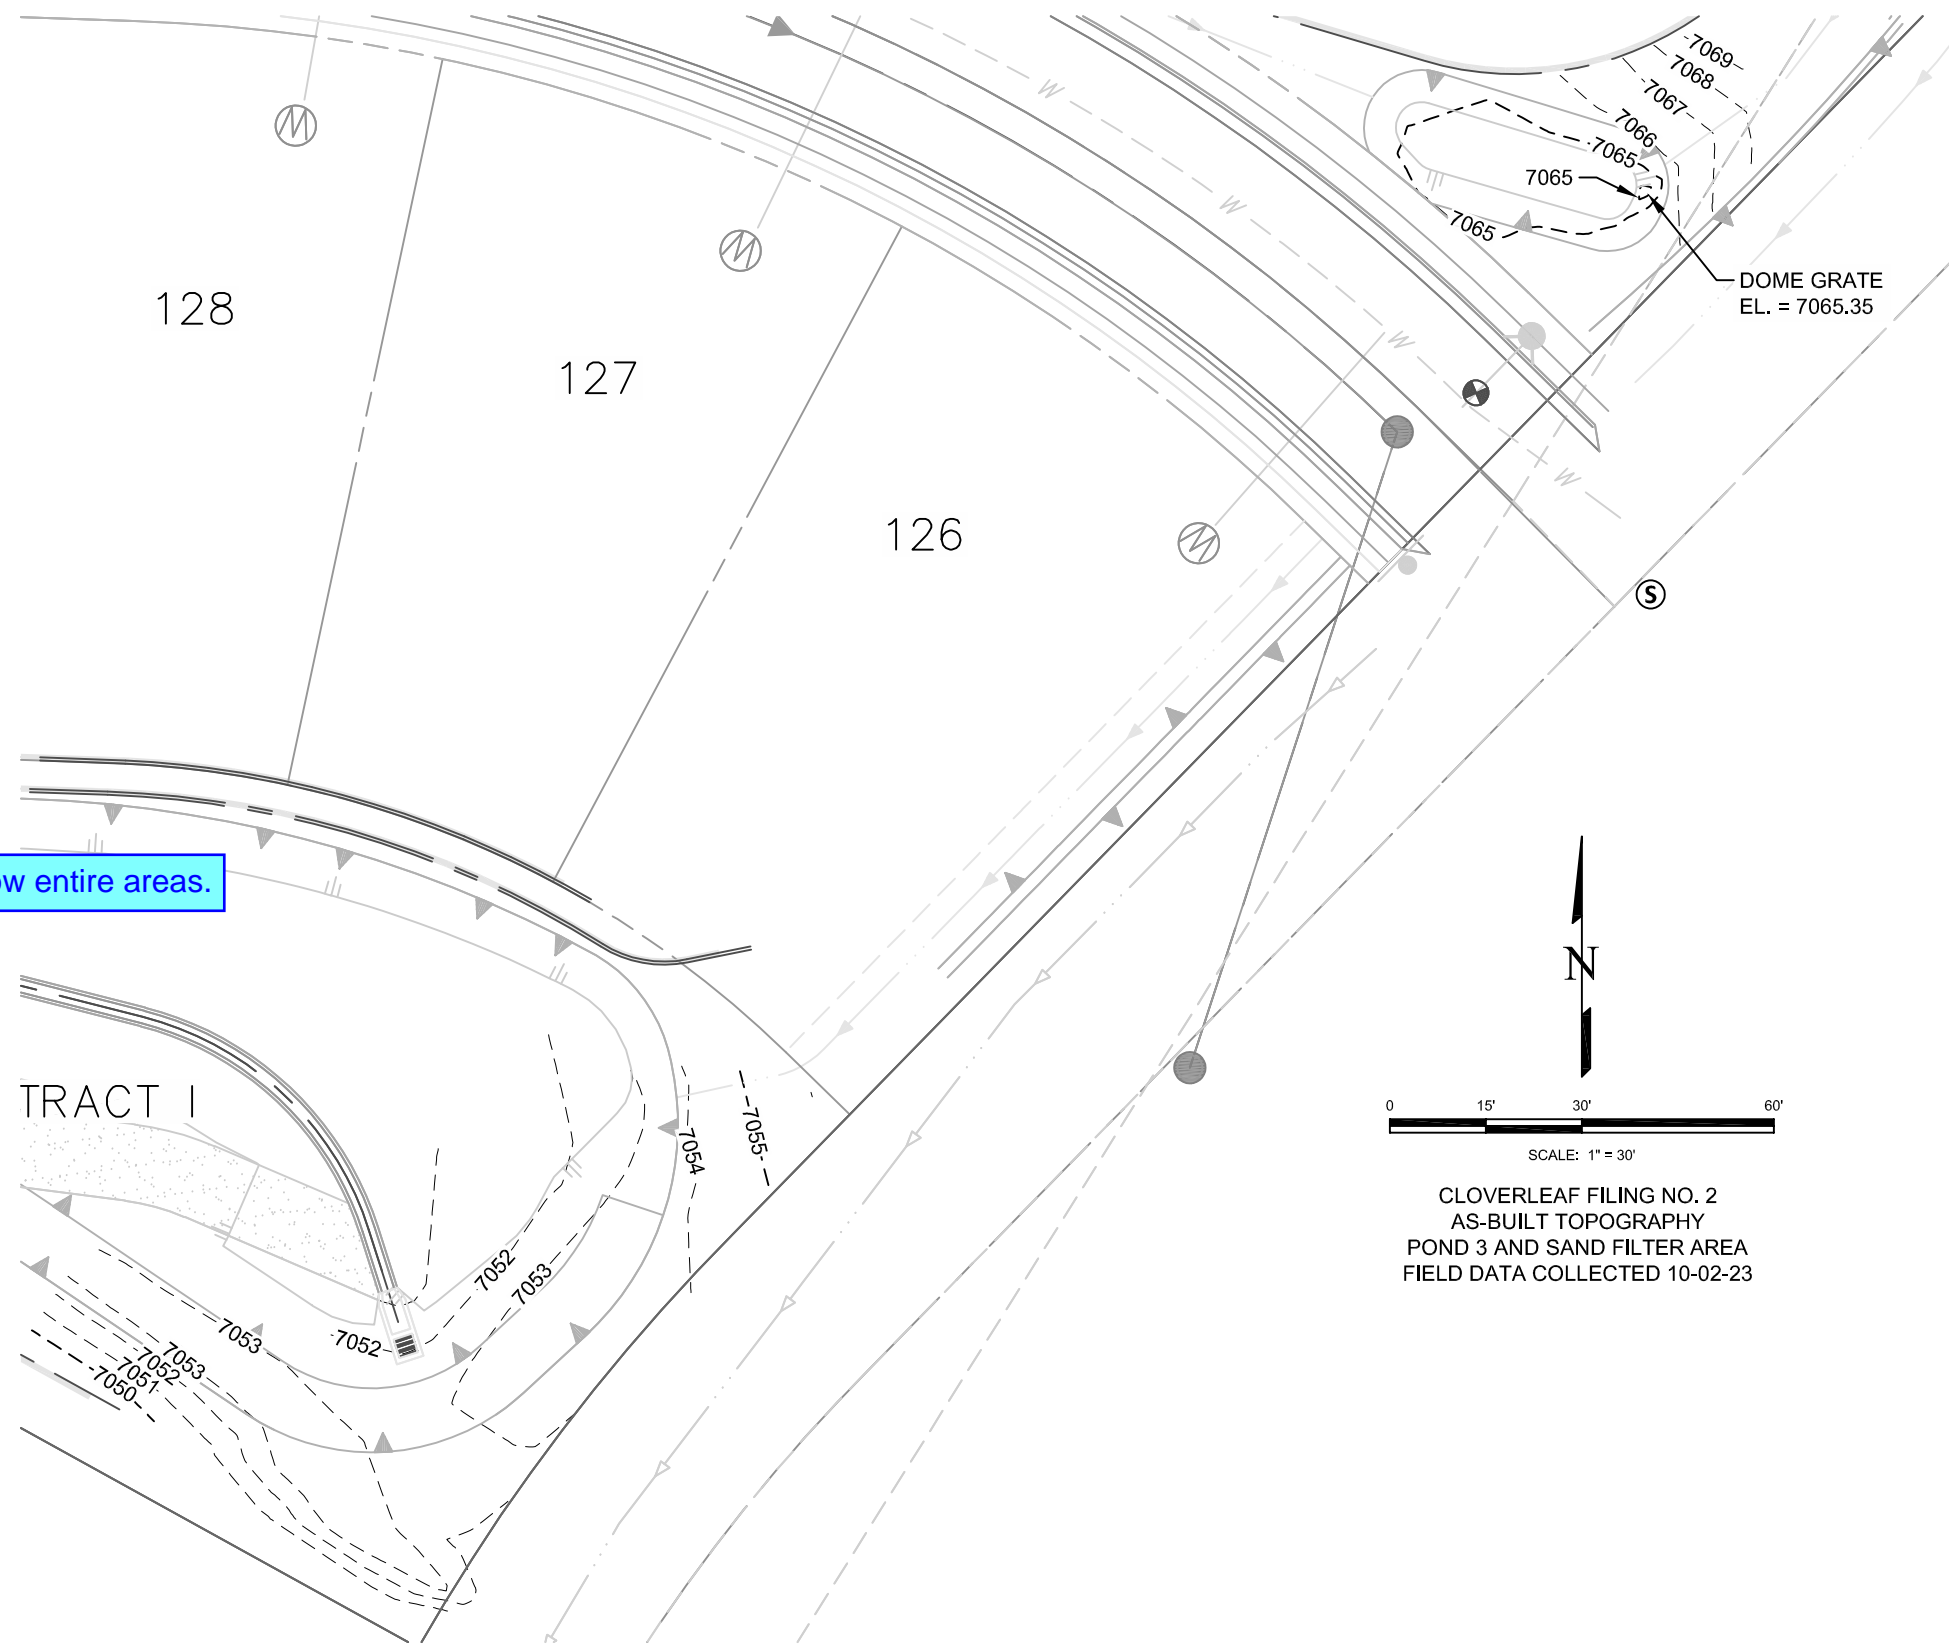 7069
7068
7067
7066
7065
7065
7065
DOME GRATE
EL. = 7065.35
W
W
W
W
128
127
126
S
ow entire areas.
N
TRACT I
7055
7054
7052
7053
7053
7052
7053
7052
7051
7050
0 15' 30' 60'
SCALE: 1" = 30'
CLOVERLEAF FILING NO. 2
AS-BUILT TOPOGRAPHY
POND 3 AND SAND FILTER AREA
FIELD DATA COLLECTED 10-02-23